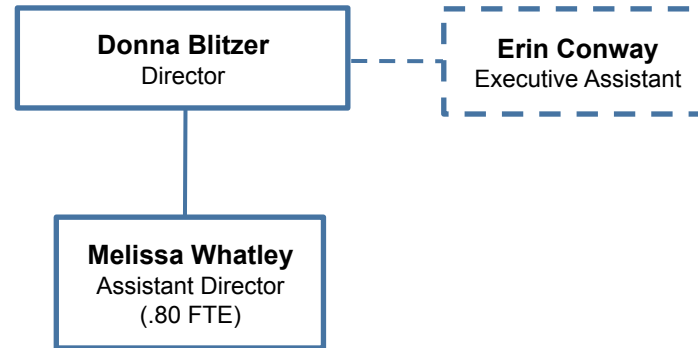 Donna Blitzer
Director
Erin Conway
Executive Assistant
Melissa Whatley
Assistant Director
(.80 FTE)